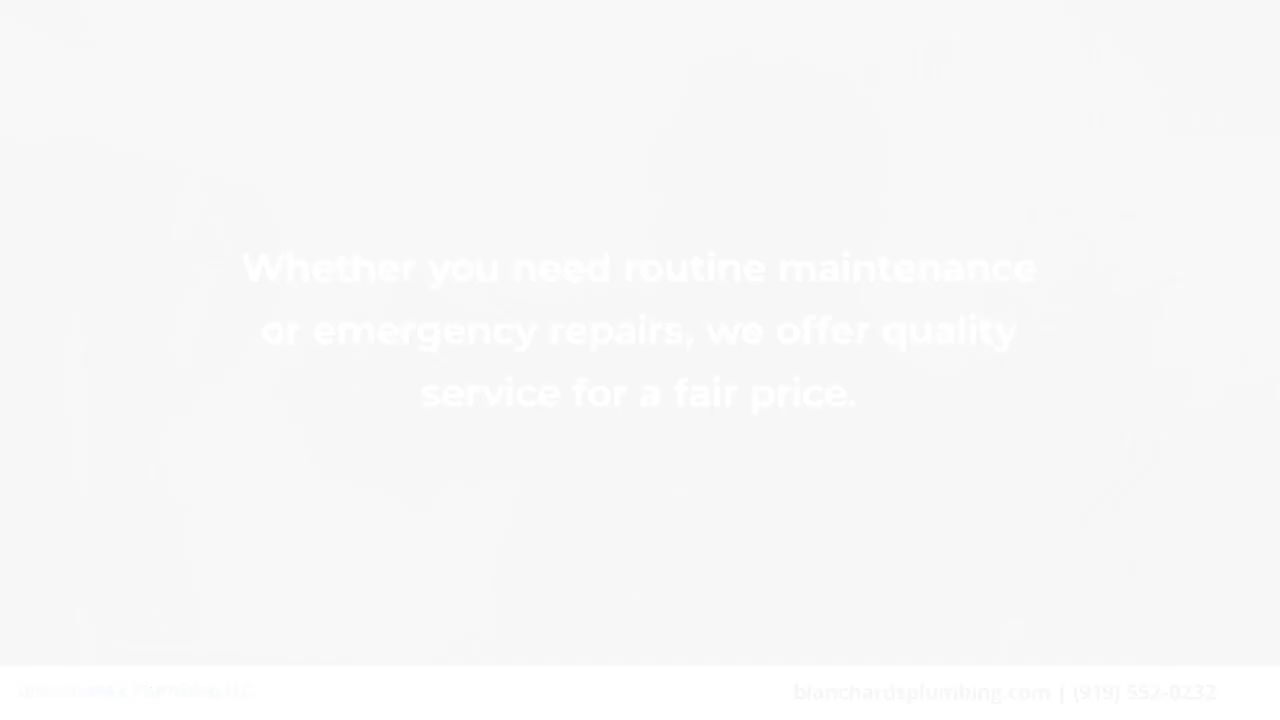 Whether you need routine maintenance
or emergency repairs, we offer quality
service for a fair price.
Plumbing LLC
blanchardsplumbing.com | (919) 552-0232